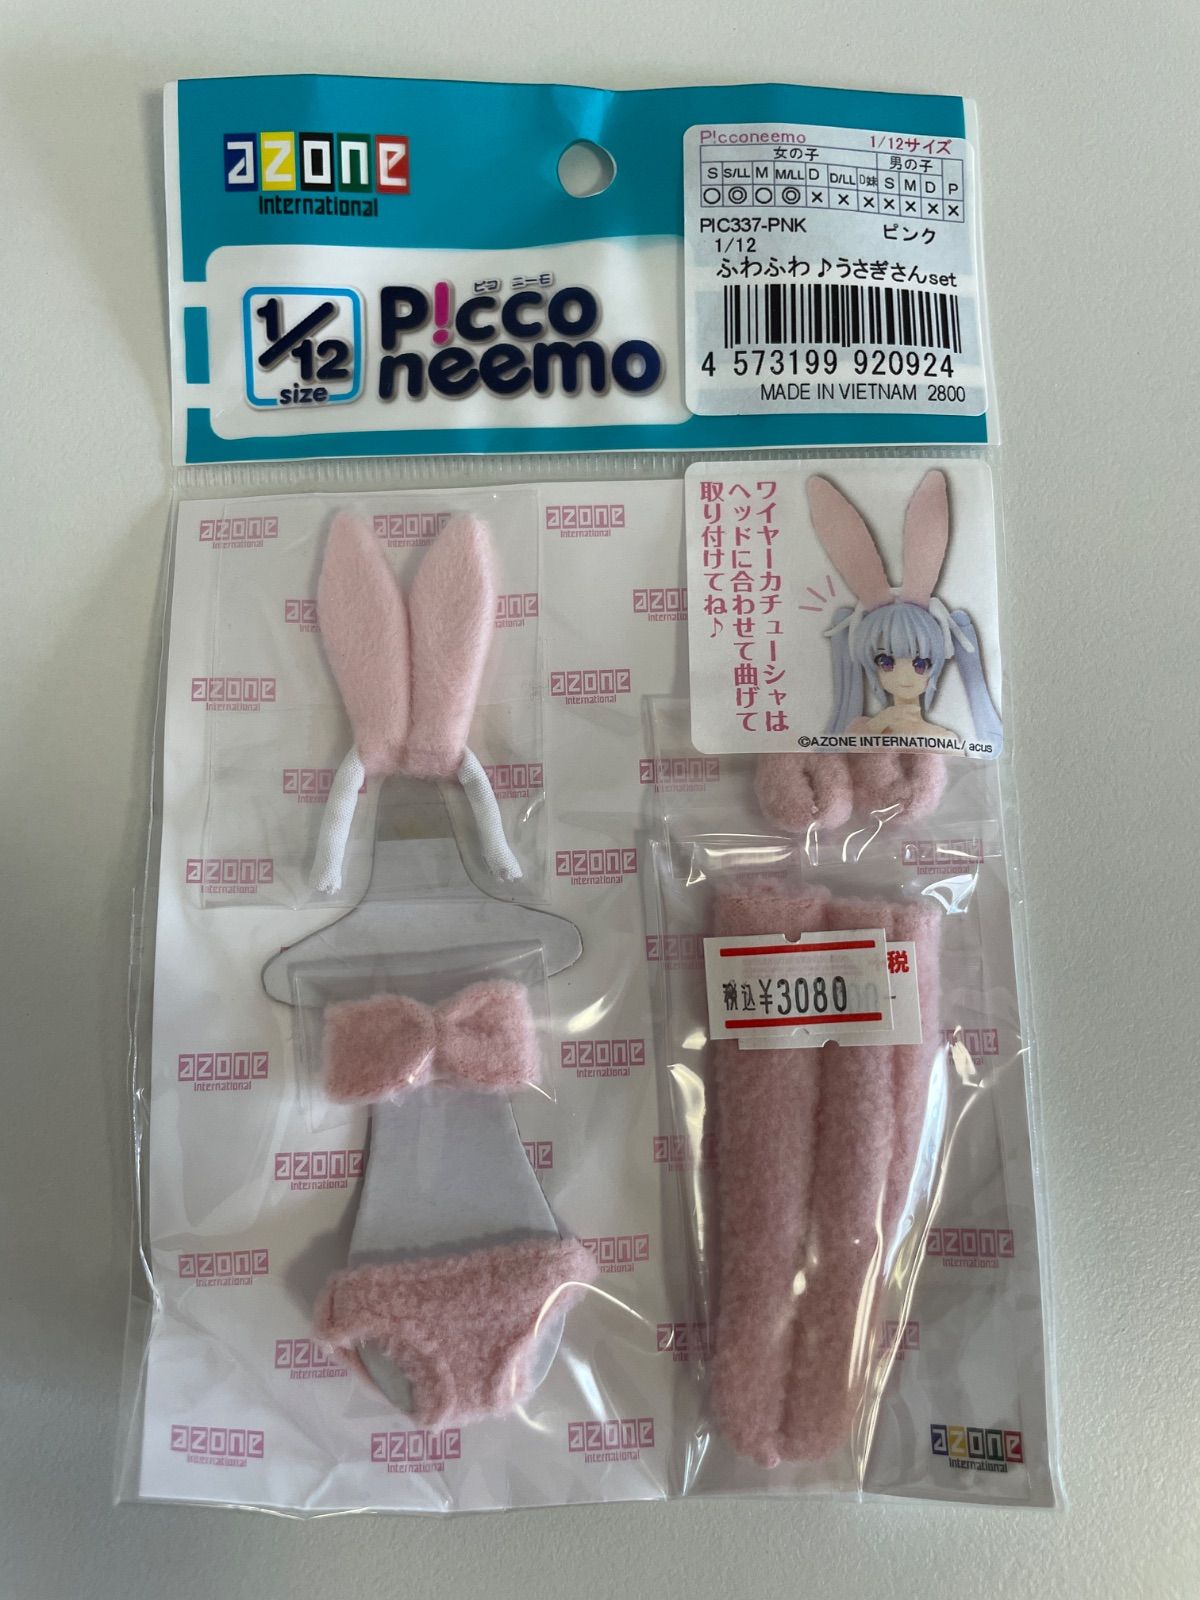 azone
International
1/12
size
ピコ ニーモ
P!cco
neemo
P!cconeemo 1/12サイズ
女の子 男の子
S S/LL M M/LL D D/LL D妹 S M D P
○ ◎ ○ ◎ × × × × × × ×
PIC337-PNK ピンク
1/12
ふわふわ♪うさぎさんset
4 573199 920924
MADE IN VIETNAM 2800
ワイヤーカチューシャは
ヘッドに合わせて曲げて
取り付けてね♪
©AZONE INTERNATIONAL/acus
税
税込¥3080
azone
International